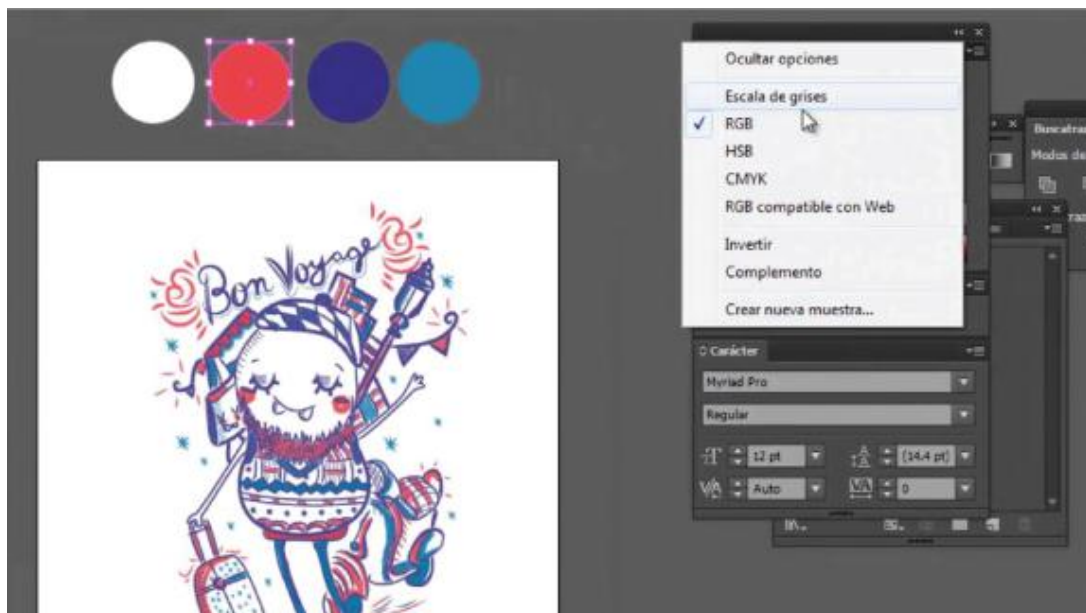 Ocultar opciones
Escala de grises
RGB
HSB
CMYK
RGB compatible con Web
Invertir
Complemento
Crear nueva muestra...
Modos de
Bon Voyage
Carácter
Myriad Pro
Regular
12 pt
(14.4 pt)
Auto
0